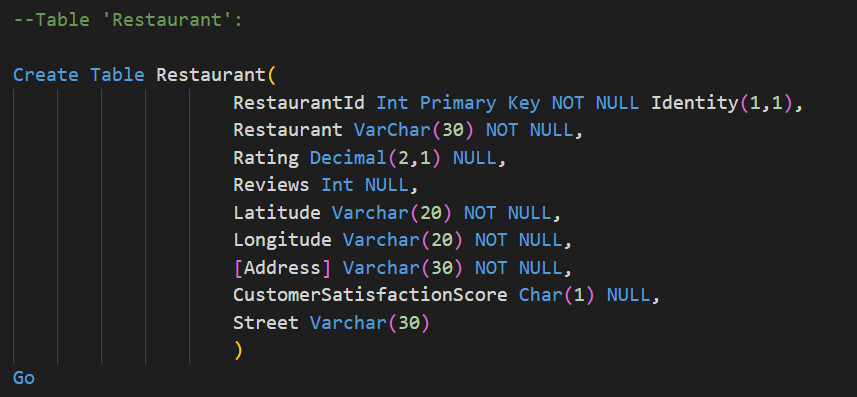 --Table 'Restaurant':
Create Table Restaurant(
RestaurantId Int Primary Key NOT NULL Identity(1,1),
Restaurant VarChar(30) NOT NULL,
Rating Decimal(2,1) NULL,
Reviews Int NULL,
Latitude Varchar(20) NOT NULL,
Longitude Varchar(20) NOT NULL,
[Address] Varchar(30) NOT NULL,
CustomerSatisfactionScore Char(1) NULL,
Street Varchar(30)
)
Go